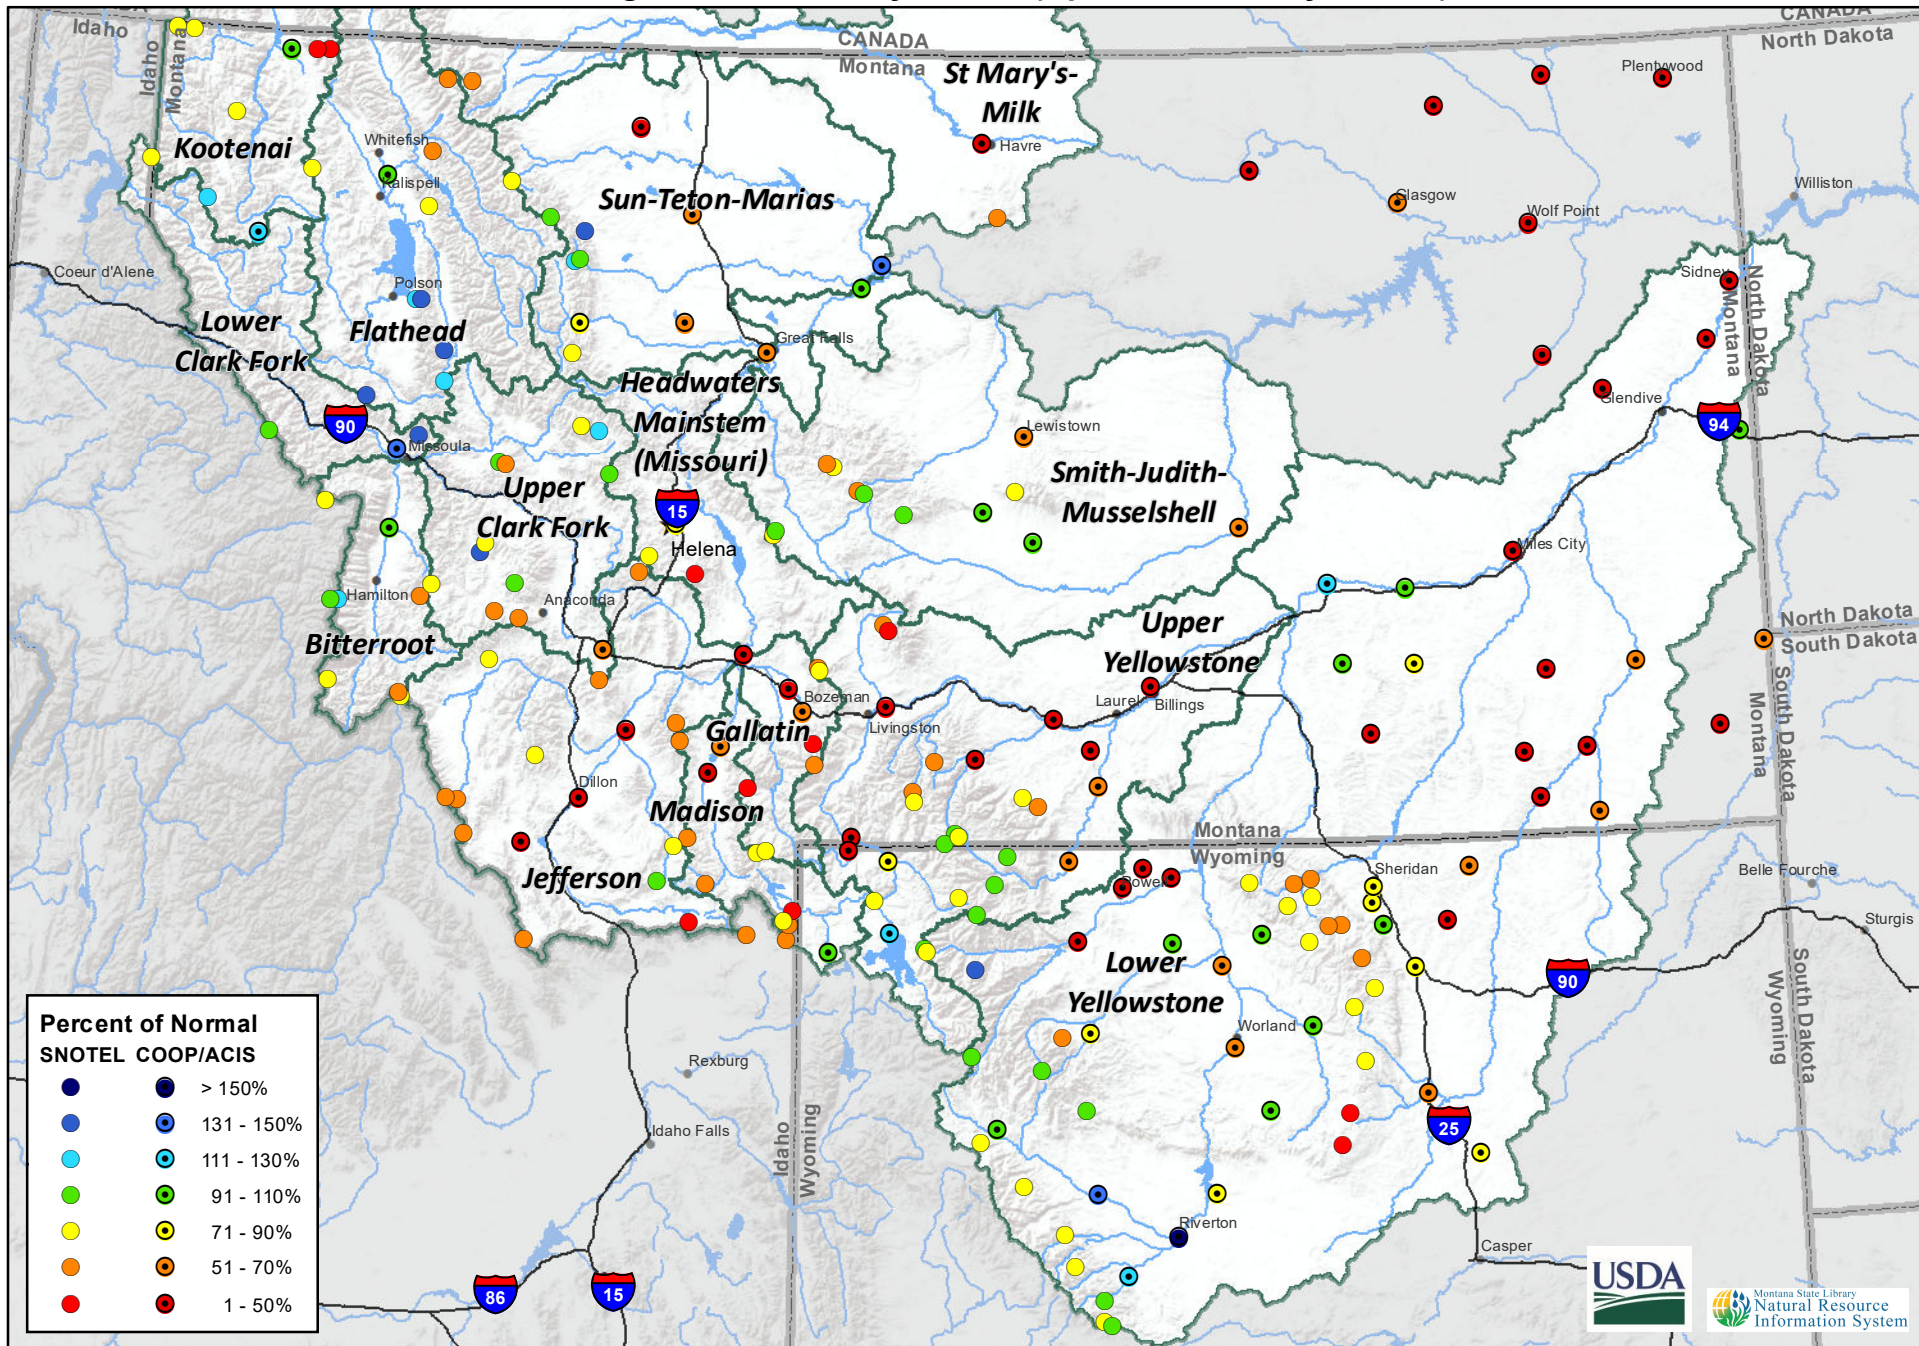 CANADA
Idaho
Idaho
Montana
CANADA
Montana
CANADA
North Dakota
St Mary's-
Milk
Havre
Plentywood
Kootenai
Whitefish
Kalispell
Sun-Teton-Marias
Glasgow
Wolf Point
Williston
Coeur d'Alene
Polson
Sidney
North Dakota
Montana
Lower
Clark Fork
Flathead
Great Falls
Headwaters
Mainstem
(Missouri)
Glendive
90
Missoula
Lewistown
94
Upper
Clark Fork
15
Helena
Smith-Judith-
Musselshell
Miles City
Hamilton
Anaconda
Bitterroot
Upper
Yellowstone
North Dakota
South Dakota
South Dakota
Montana
Bozeman
Livingston
Laurel
Billings
Gallatin
Dillon
Madison
Montana
Wyoming
Jefferson
Sheridan
Powell
Belle Fourche
Sturgis
Lower
Yellowstone
90
South Dakota
Wyoming
Worland
Rexburg
Idaho Falls
25
Idaho
Wyoming
Riverton
Casper
86
15
Percent of Normal
SNOTEL COOP/ACIS
> 150%
131 - 150%
111 - 130%
91 - 110%
71 - 90%
51 - 70%
1 - 50%
USDA
Montana State Library
Natural Resource
Information System